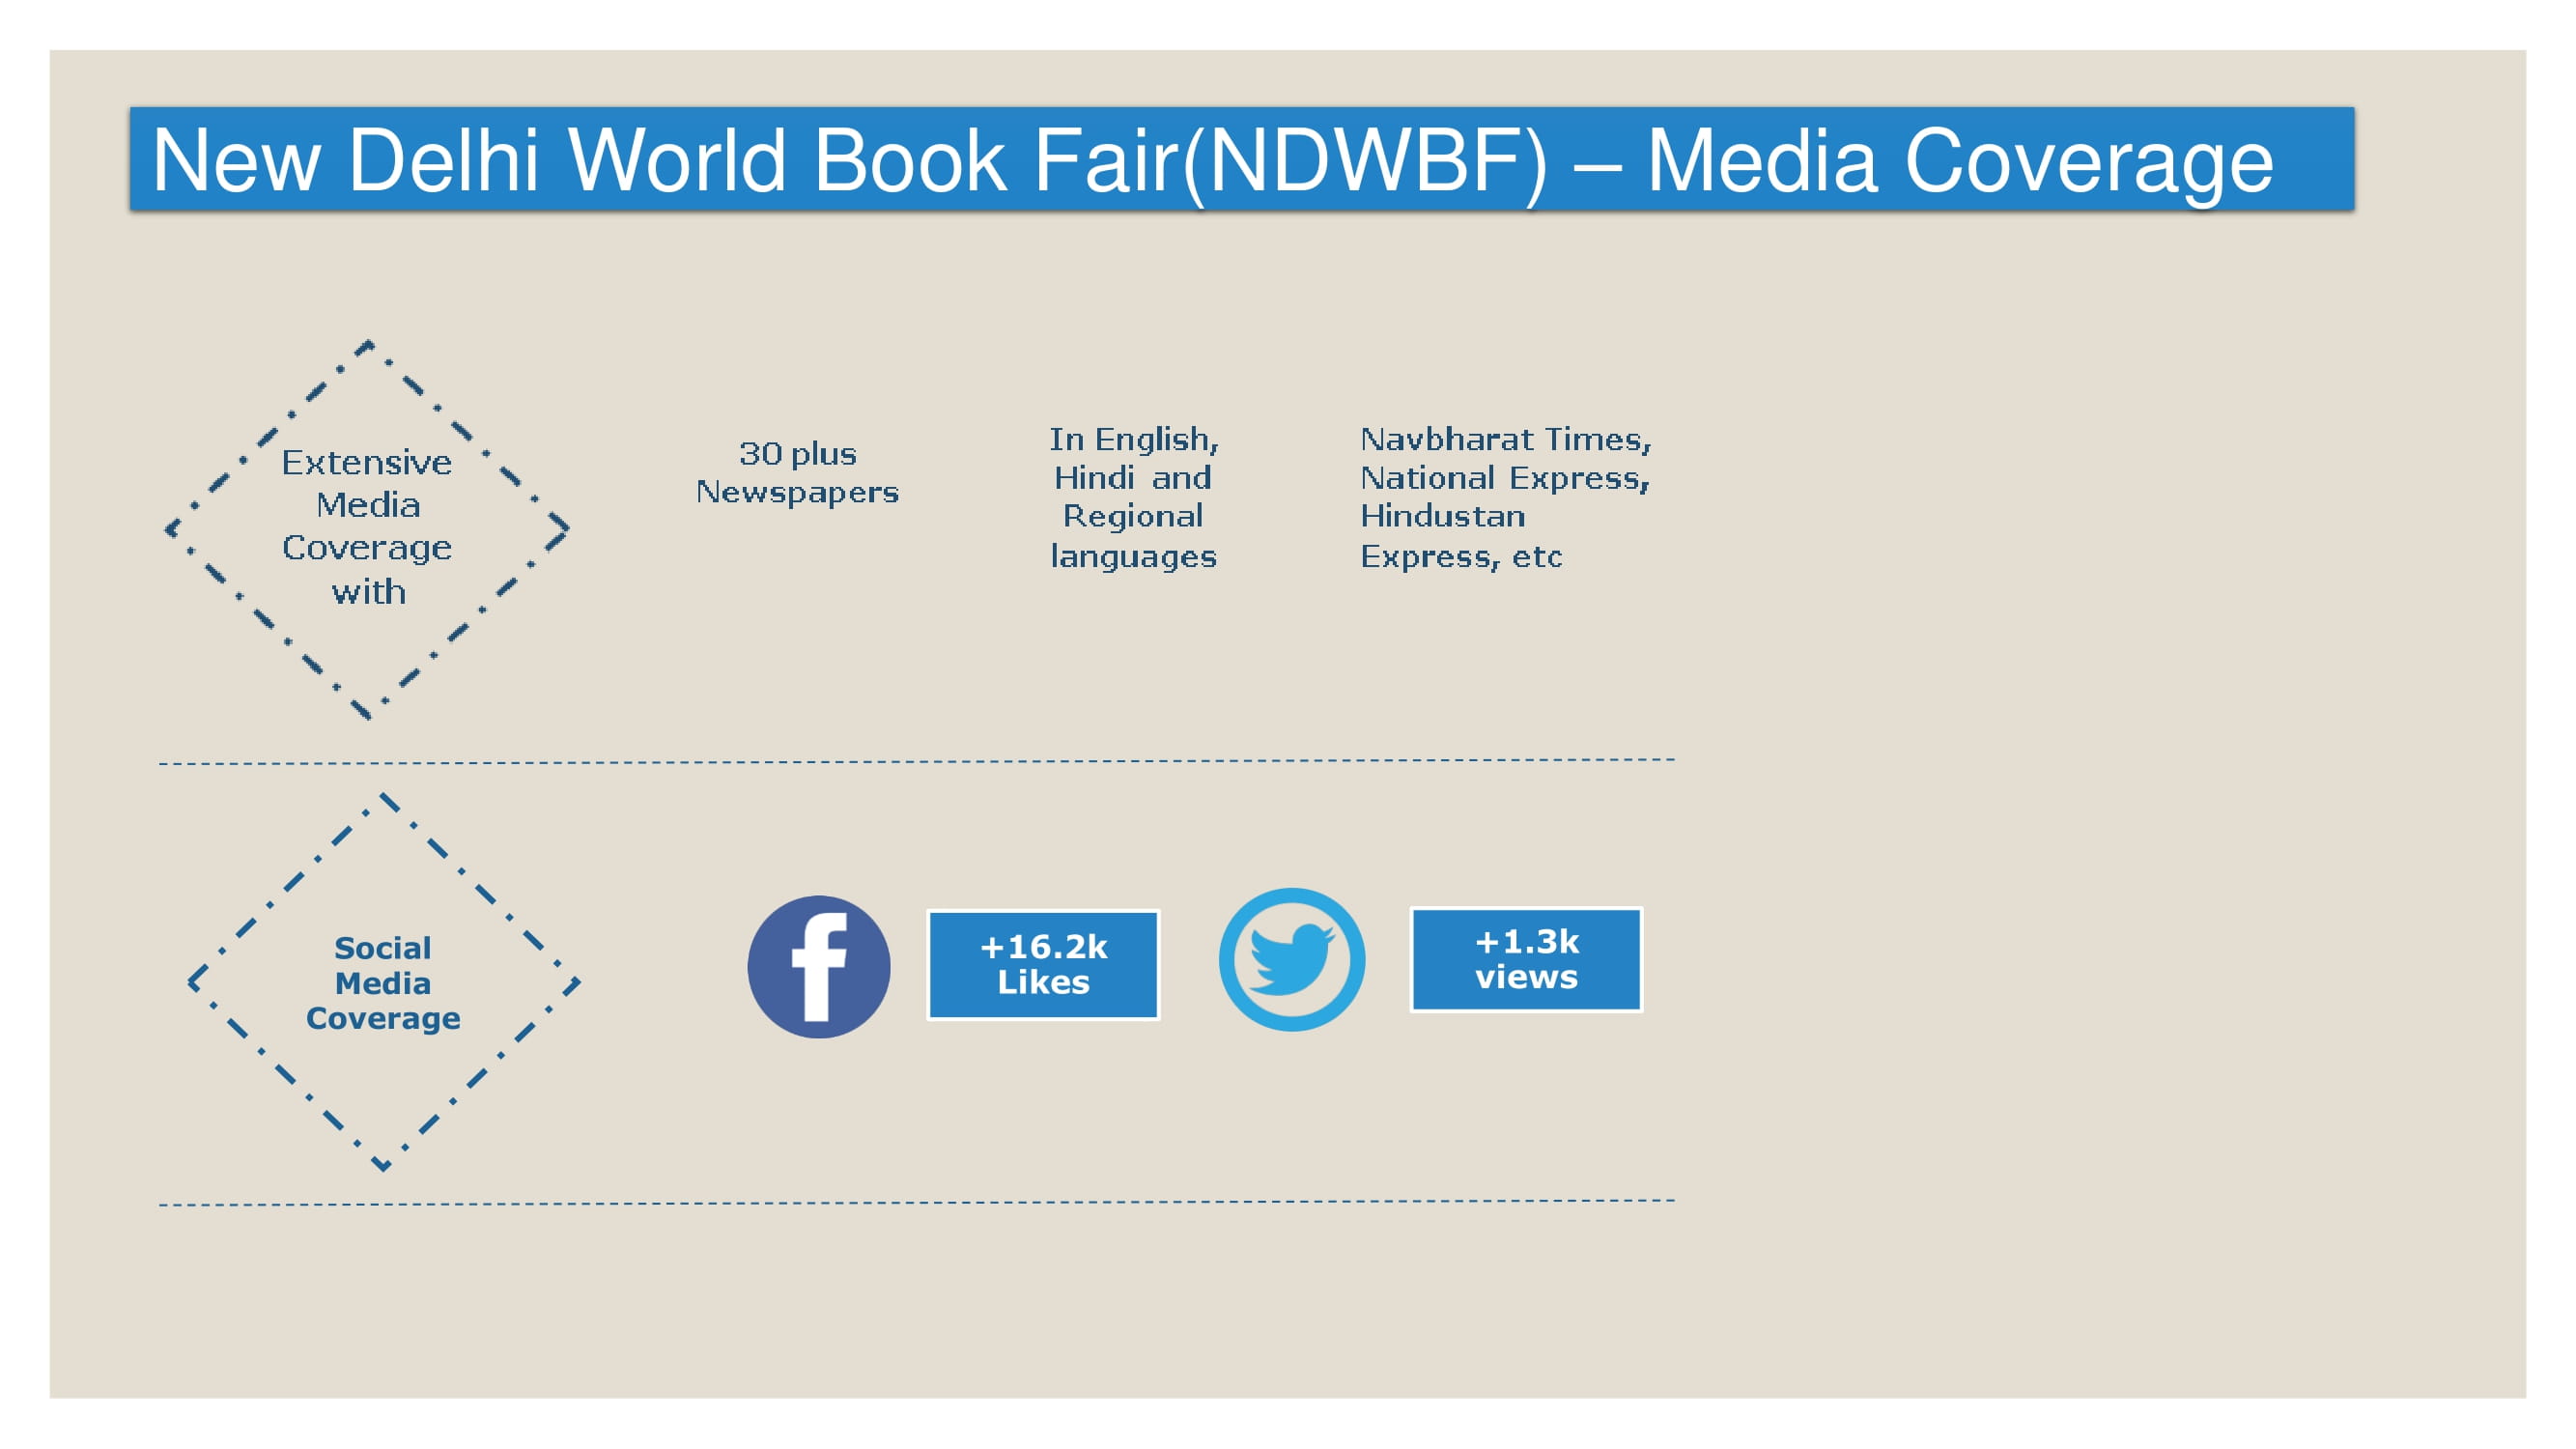 New Delhi World Book Fair(NDWBF) – Media Coverage
Extensive
Media
Coverage
with
30 plus
Newspapers
In English,
Hindi and
Regional
languages
Navbharat Times,
National Express,
Hindustan
Express, etc
Social
Media
Coverage
f
+16.2k
Likes
+1.3k
views